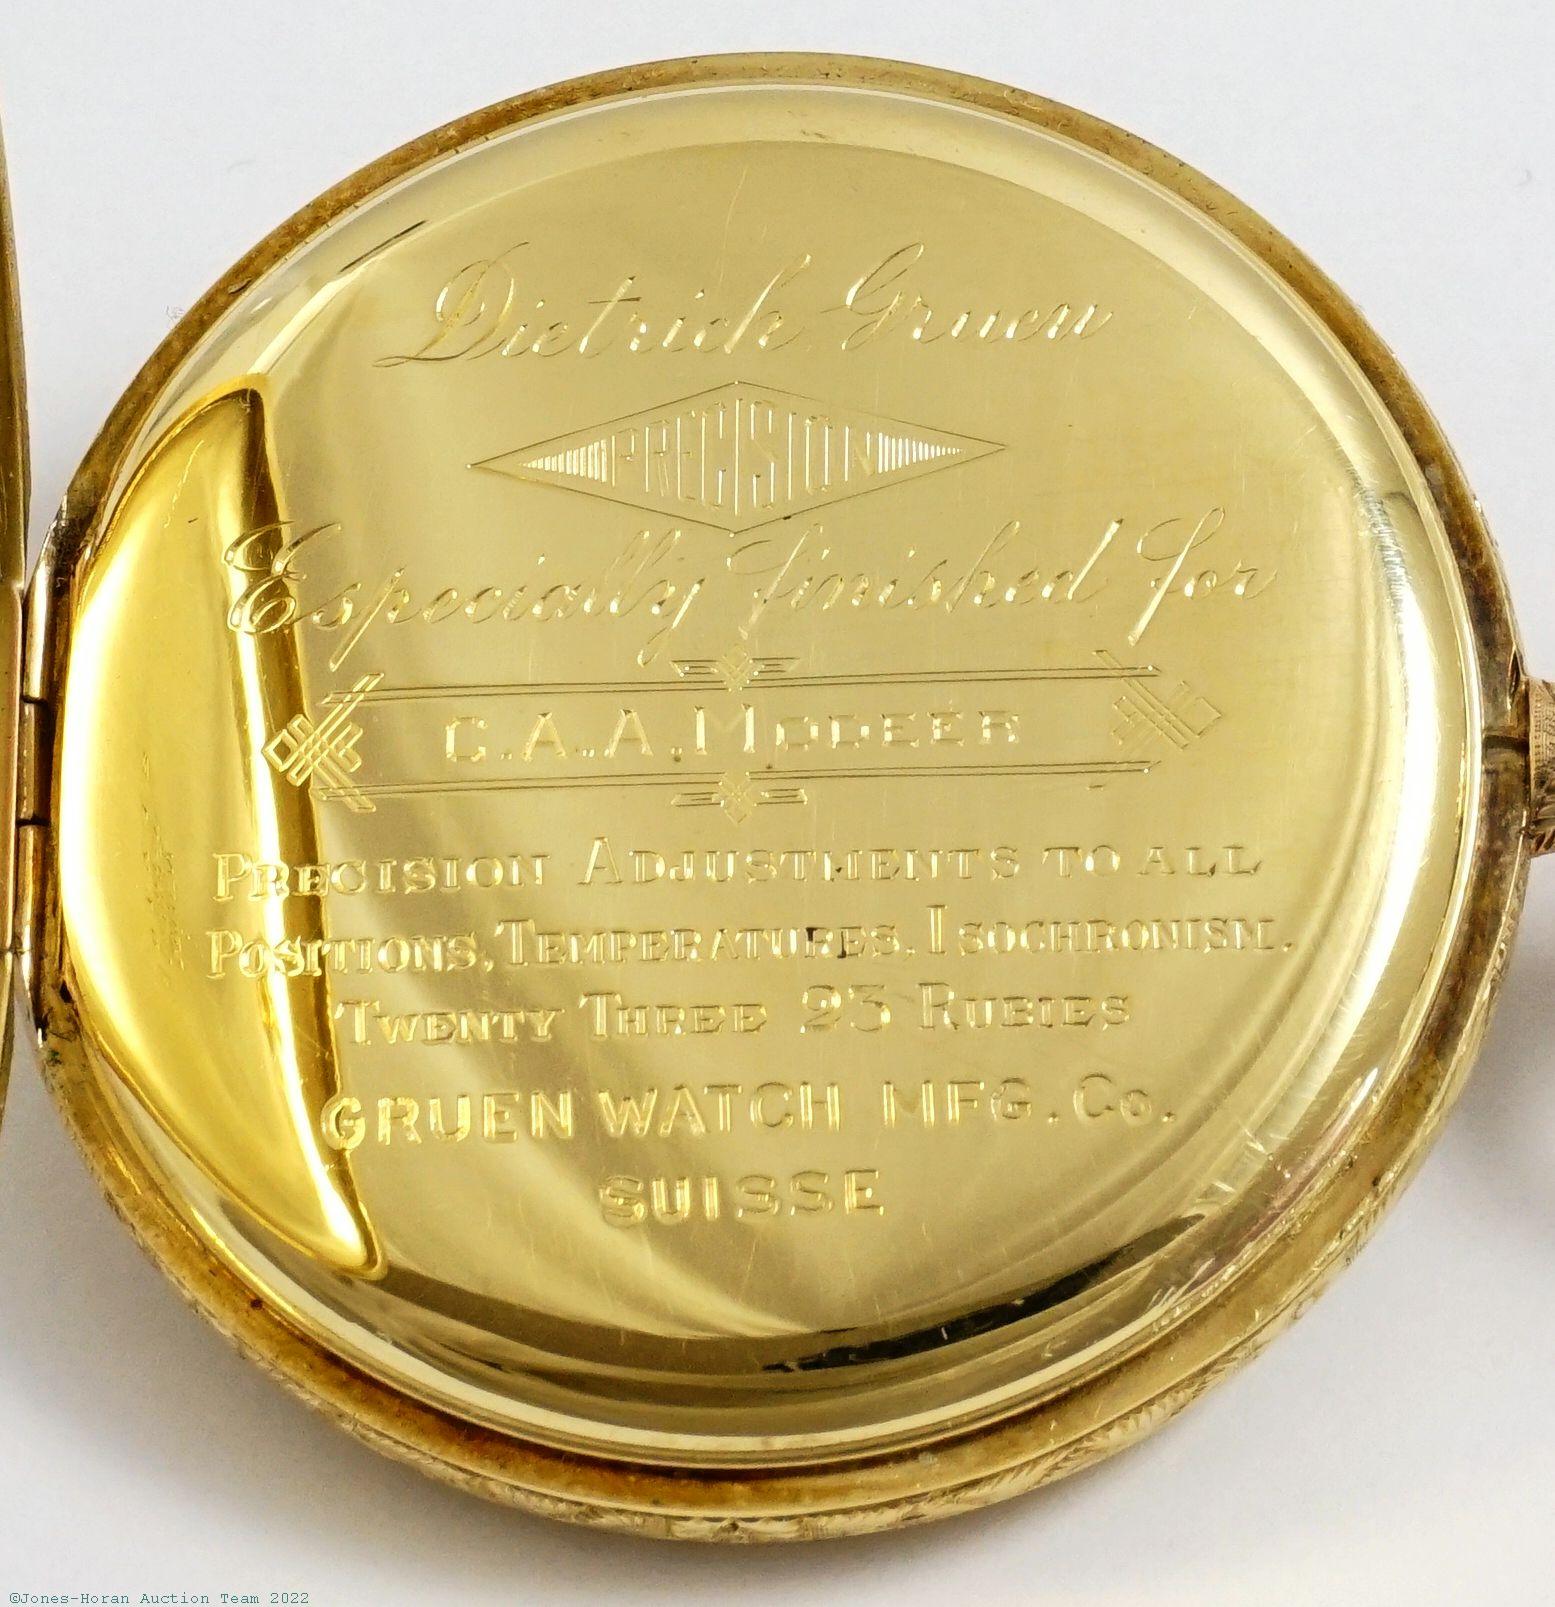 Dietrich Gruen
PRECISION
Especially finished for
C.A.A. MODEER
PRECISION ADJUSTMENTS TO ALL
POSITIONS, TEMPERATURES, ISOCHRONISM.
TWENTY THREE 23 RUBIES
GRUEN WATCH MFG. Co.
SUISSE
©Jones-Horan Auction Team 2022